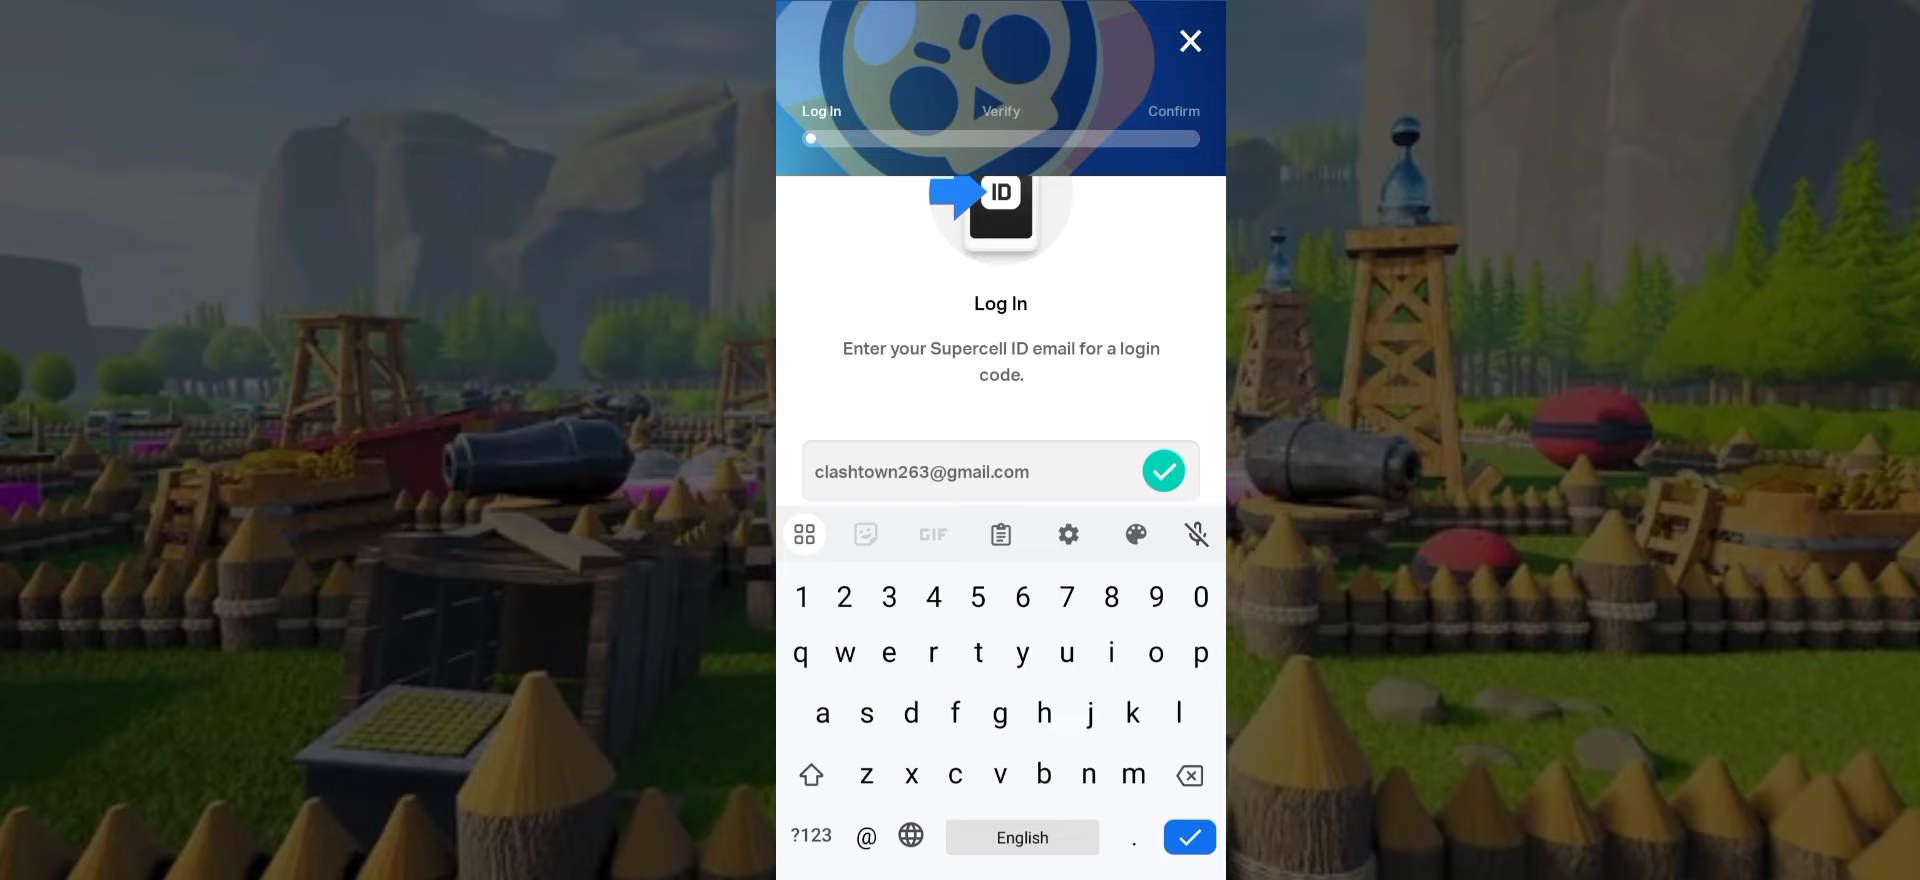 Log In Verify Confirm
ID
Log In
Enter your Supercell ID email for a login
code.
clashtown263@gmail.com
GIF
1 2 3 4 5 6 7 8 9 0
q w e r t y u i o p
a s d f g h j k l
z x c v b n m
?123 @ English .